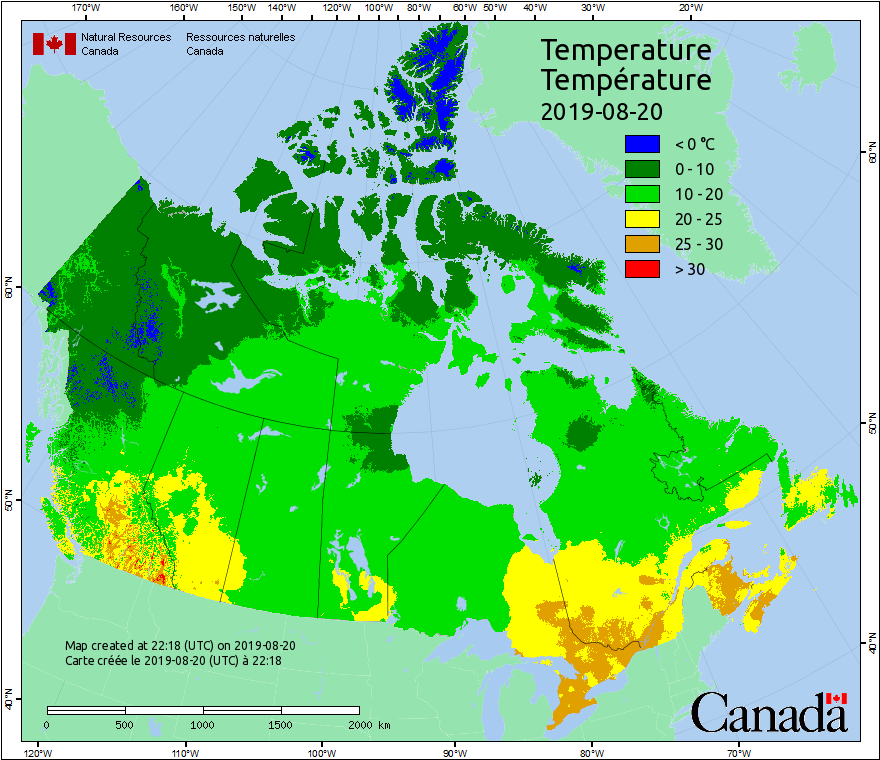 170°W 160°W 150°W 140°W 130°W 120°W 110°W 100°W 80°W 60°W 50°W 40°W 30°W 20°W
Natural Resources Canada
Ressources naturelles Canada
Temperature
Température
2019-08-20
< 0 °C
0 - 10
10 - 20
20 - 25
25 - 30
> 30
60°N
50°N
40°N
60°N
50°N
40°N
Map created at 22:18 (UTC) on 2019-08-20
Carte créée le 2019-08-20 (UTC) à 22:18
0 500 1000 1500 2000 km
Canada
120°W 110°W 100°W 90°W 80°W 70°W